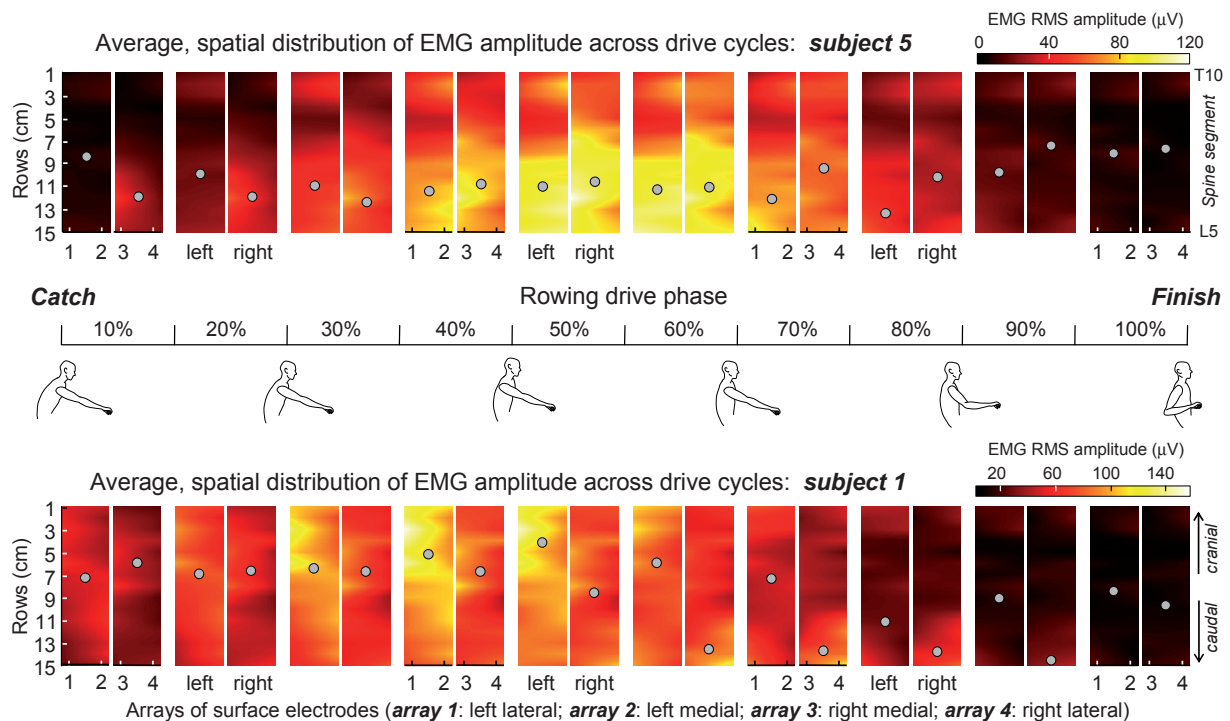 EMG RMS amplitude (μV)
Average, spatial distribution of EMG amplitude across drive cycles: subject 5
0 40 80 120
Rows (cm)
1
3
5
7
9
11
13
15
T10
Spine segment
L5
1 2 3 4 left right 1 2 3 4 left right 1 2 3 4 left right 1 2 3 4
Catch Rowing drive phase Finish
10% 20% 30% 40% 50% 60% 70% 80% 90% 100%
EMG RMS amplitude (μV)
Average, spatial distribution of EMG amplitude across drive cycles: subject 1
20 60 100 140
Rows (cm)
1
3
5
7
9
11
13
15
cranial
caudal
1 2 3 4 left right 1 2 3 4 left right 1 2 3 4 left right 1 2 3 4
Arrays of surface electrodes (array 1: left lateral; array 2: left medial; array 3: right medial; array 4: right lateral)